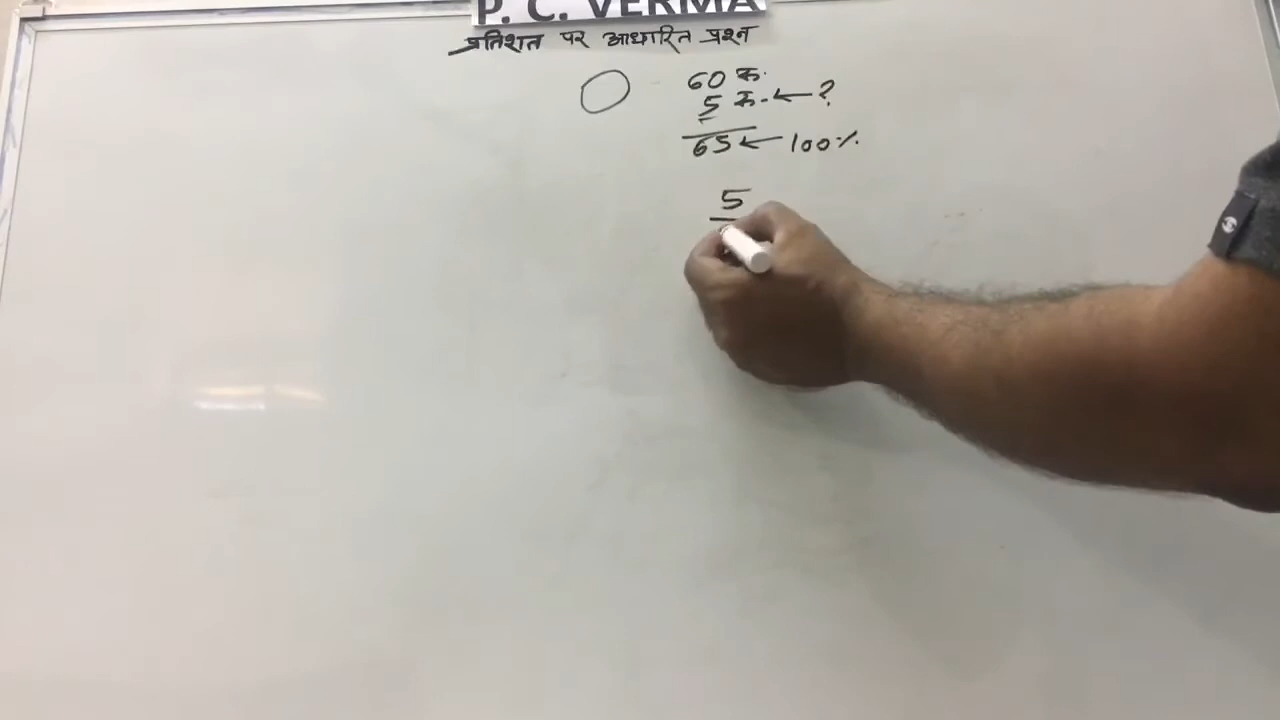 P. C. VERMA
प्रतिशत पर आधारित प्रश्न
60 रु.
5 रु. ← ?
65 ← 100%
5